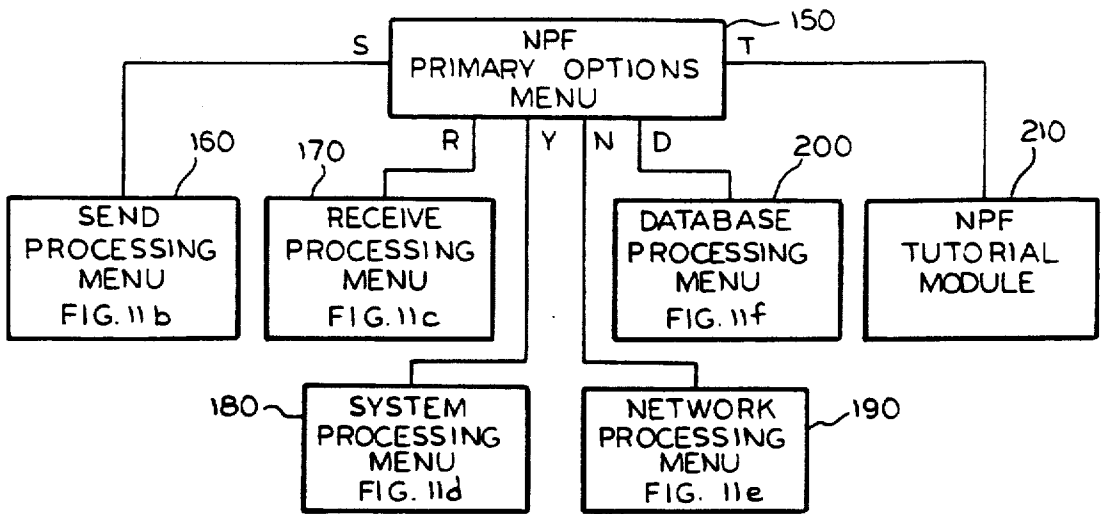 150
NPF
PRIMARY OPTIONS
MENU
S
T
R
Y
N
D
160
SEND
PROCESSING
MENU
FIG. 11b
170
RECEIVE
PROCESSING
MENU
FIG. 11c
200
DATABASE
PROCESSING
MENU
FIG. 11f
210
NPF
TUTORIAL
MODULE
180
SYSTEM
PROCESSING
MENU
FIG. 11d
NETWORK
PROCESSING
MENU
FIG. 11e
190